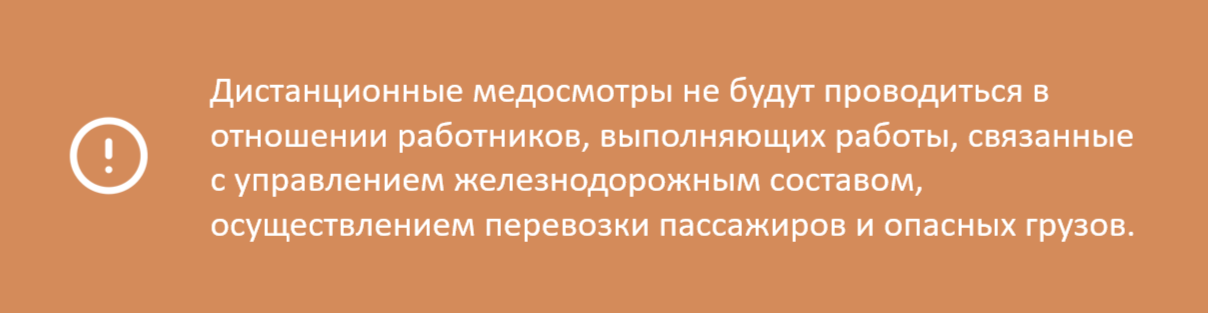 Дистанционные медосмотры не будут проводиться в
отношении работников, выполняющих работы, связанные
с управлением железнодорожным составом,
осуществлением перевозки пассажиров и опасных грузов.